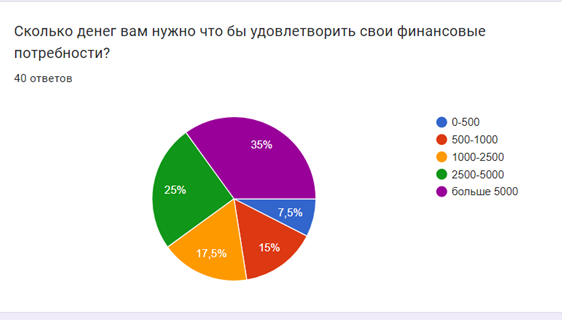 Сколько денег вам нужно что бы удовлетворить свои финансовые
потребности?
40 ответов
35%
25%
7,5%
15%
17,5%
0-500
500-1000
1000-2500
2500-5000
больше 5000